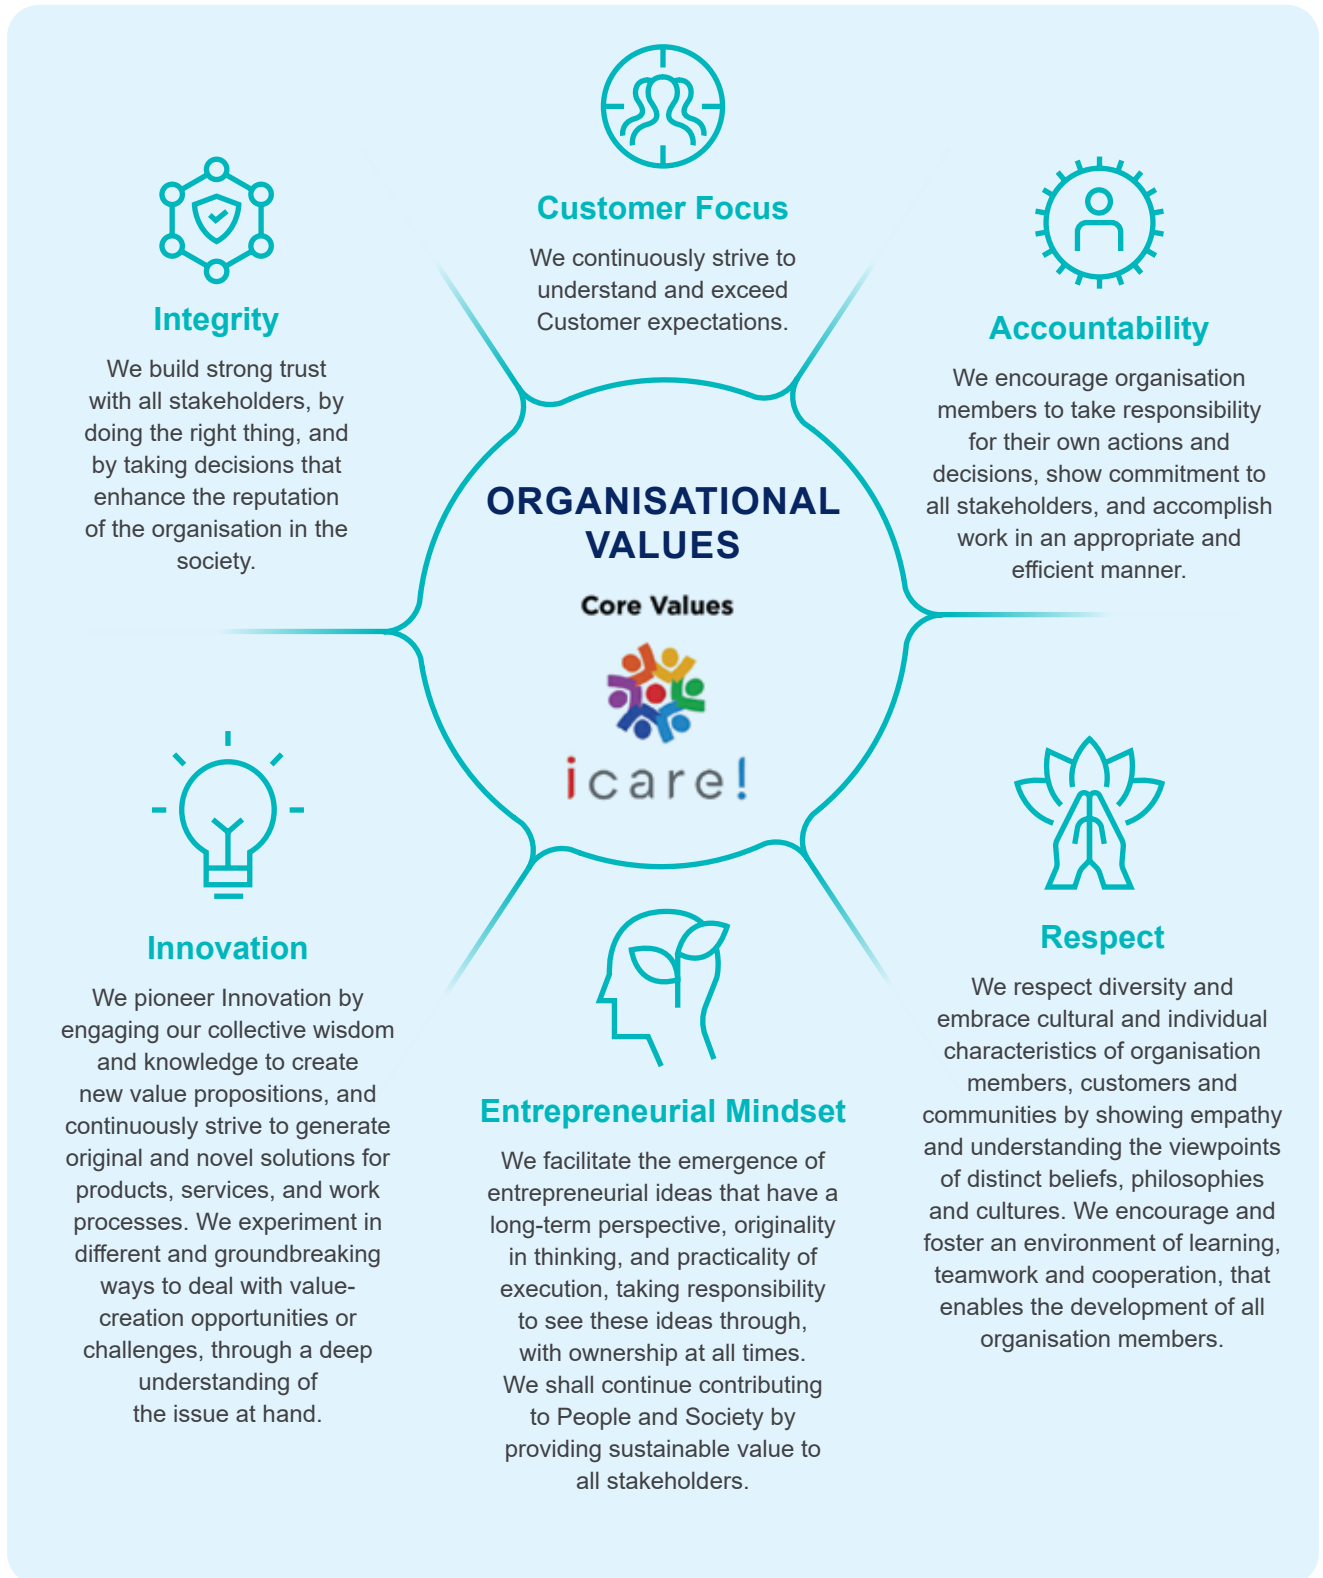 Customer Focus
We continuously strive to
understand and exceed
Customer expectations.
Integrity
We build strong trust
with all stakeholders, by
doing the right thing, and
by taking decisions that
enhance the reputation
of the organisation in the
society.
Accountability
We encourage organisation
members to take responsibility
for their own actions and
decisions, show commitment to
all stakeholders, and accomplish
work in an appropriate and
efficient manner.
ORGANISATIONAL
VALUES
Core Values
icare!
Innovation
We pioneer Innovation by
engaging our collective wisdom
and knowledge to create
new value propositions, and
continuously strive to generate
original and novel solutions for
products, services, and work
processes. We experiment in
different and groundbreaking
ways to deal with value-
creation opportunities or
challenges, through a deep
understanding of
the issue at hand.
Entrepreneurial Mindset
We facilitate the emergence of
entrepreneurial ideas that have a
long-term perspective, originality
in thinking, and practicality of
execution, taking responsibility
to see these ideas through,
with ownership at all times.
We shall continue contributing
to People and Society by
providing sustainable value to
all stakeholders.
Respect
We respect diversity and
embrace cultural and individual
characteristics of organisation
members, customers and
communities by showing empathy
and understanding the viewpoints
of distinct beliefs, philosophies
and cultures. We encourage and
foster an environment of learning,
teamwork and cooperation, that
enables the development of all
organisation members.